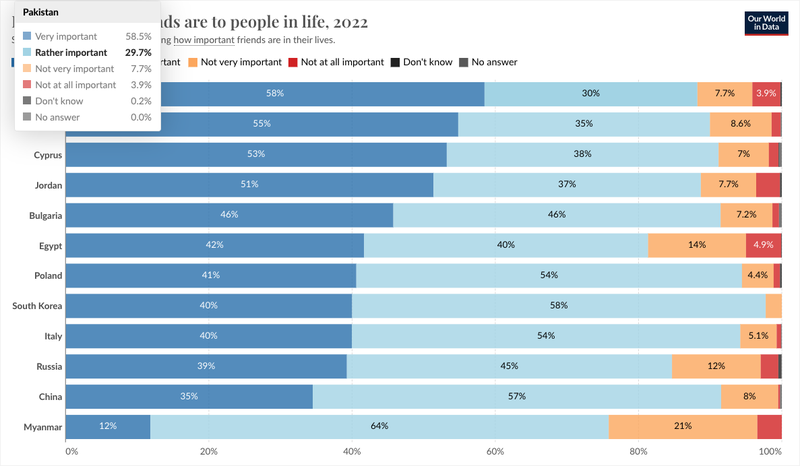 Pakistan
Very important 58.5%
Rather important 29.7%
Not very important 7.7%
Not at all important 3.9%
Don't know 0.2%
No answer 0.0%
nds are to people in life, 2022
ing how important friends are in their lives.
Our World
in Data
rtant Not very important Not at all important Don't know No answer
58% 30% 7.7% 3.9%
55% 35% 8.6%
Cyprus 53% 38% 7%
Jordan 51% 37% 7.7%
Bulgaria 46% 46% 7.2%
Egypt 42% 40% 14% 4.9%
Poland 41% 54% 4.4%
South Korea 40% 58%
Italy 40% 54% 5.1%
Russia 39% 45% 12%
China 35% 57% 8%
Myanmar 12% 64% 21%
0% 20% 40% 60% 80% 100%